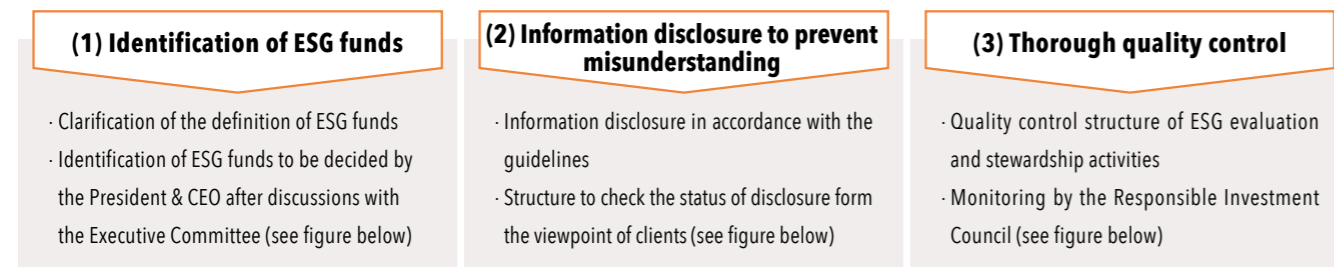 (1) Identification of ESG funds
· Clarification of the definition of ESG funds
· Identification of ESG funds to be decided by
the President & CEO after discussions with
the Executive Committee (see figure below)
(2) Information disclosure to prevent
misunderstanding
· Information disclosure in accordance with the
guidelines
· Structure to check the status of disclosure form
the viewpoint of clients (see figure below)
(3) Thorough quality control
· Quality control structure of ESG evaluation
and stewardship activities
· Monitoring by the Responsible Investment
Council (see figure below)